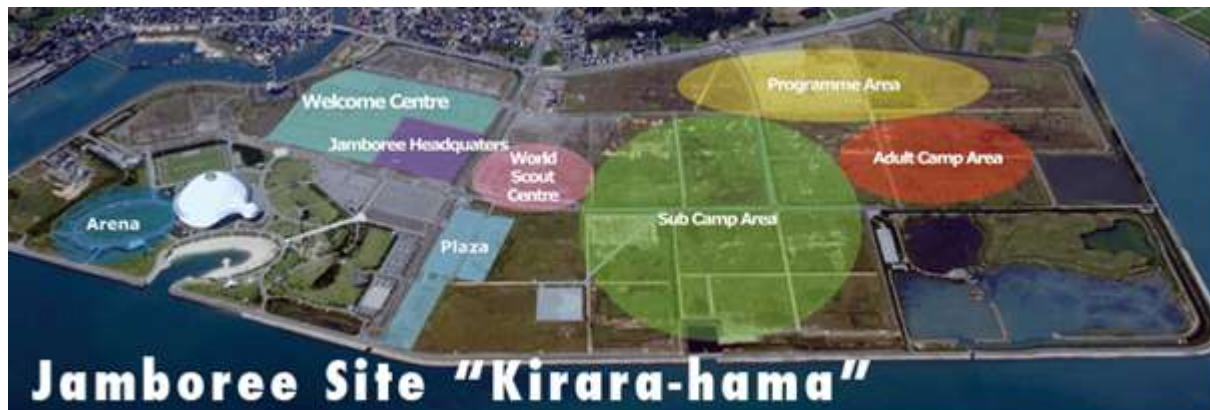 Programme Area
Welcome Centre
Jamboree Headquaters
World
Scout
Centre
Adult Camp Area
Arena
Sub Camp Area
Plaza
Jamboree Site "Kirara-hama"